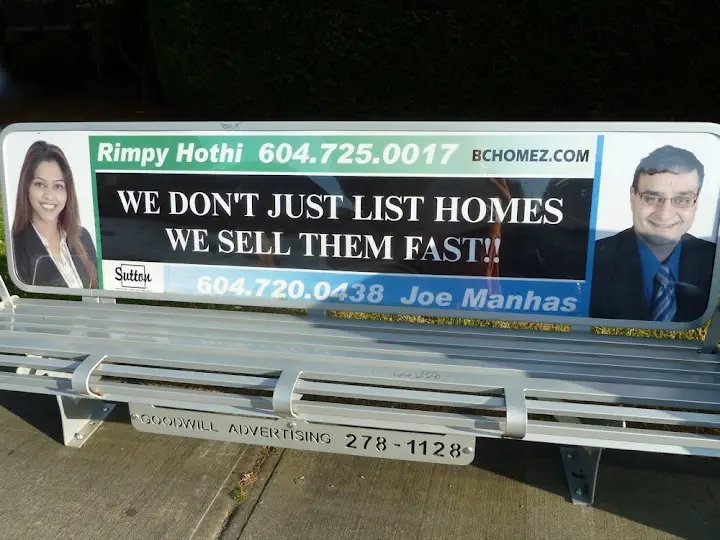 Rimpy Hothi 604.725.0017 BCHOMEZ.COM
WE DON'T JUST LIST HOMES
WE SELL THEM FAST!!
Sutton
604.720.0438 Joe Manhas
GOODWILL ADVERTISING 278-1128